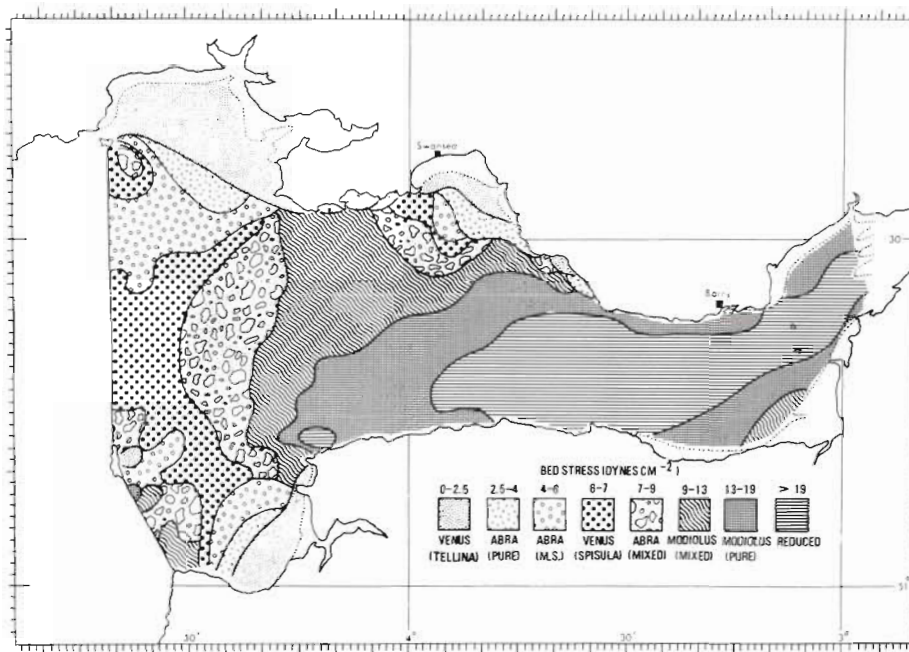 Swansea
Barry
30'
BED STRESS (DYNES CM -2)
0-2.5 2.5-4 4-6 6-7 7-9 9-13 13-19 > 19
VENUS ABRA ABRA VENUS ABRA MODIOLUS MODIOLUS REDUCED
(TELLINA) (PURE) (M.S.) (SPISULA) (MIXED) (MIXED) (PURE)
51°
30' 4° 30' 3°